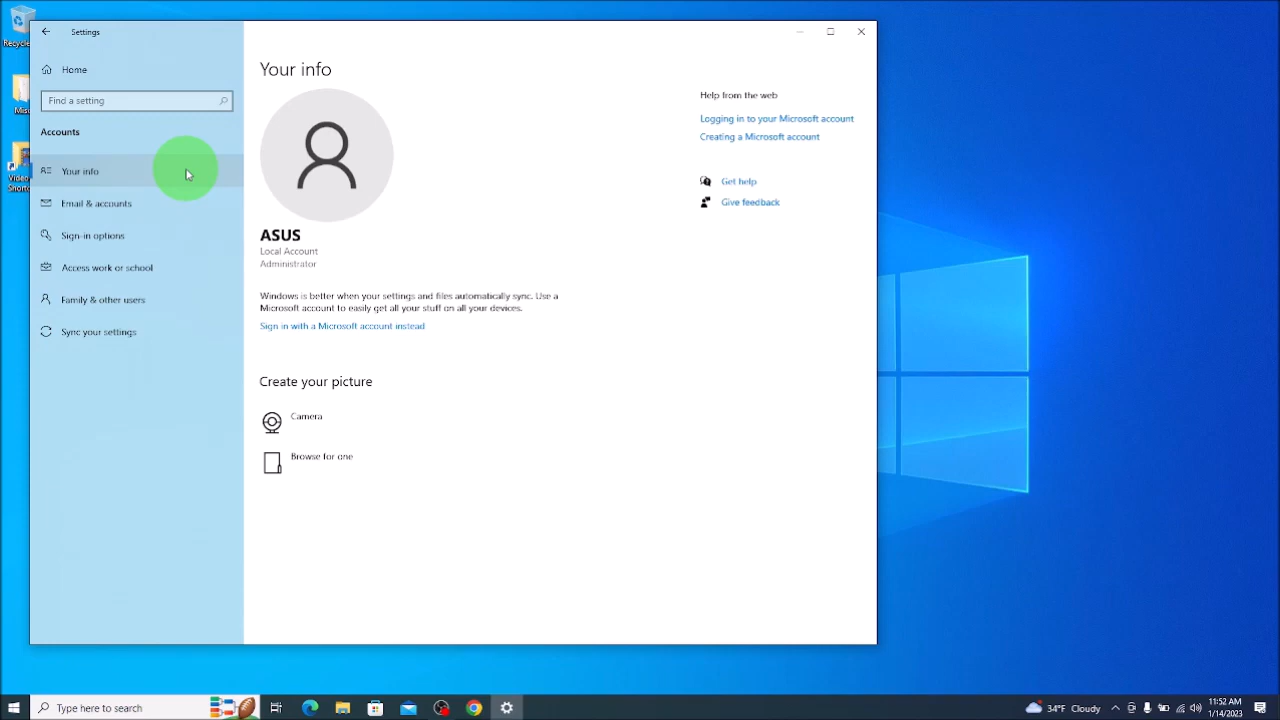 Settings
Home
Find a setting
Accounts
Your info
Email & accounts
Sign-in options
Access work or school
Family & other users
Sync your settings
Your info
ASUS
Local Account
Administrator
Windows is better when your settings and files automatically sync. Use a
Microsoft account to easily get all your stuff on all your devices.
Sign in with a Microsoft account instead
Create your picture
Camera
Browse for one
Help from the web
Logging in to your Microsoft account
Creating a Microsoft account
Get help
Give feedback
Recycle
Mic
Video
Shortc
Type here to search
34°F Cloudy
11:52 AM
1/14/2023